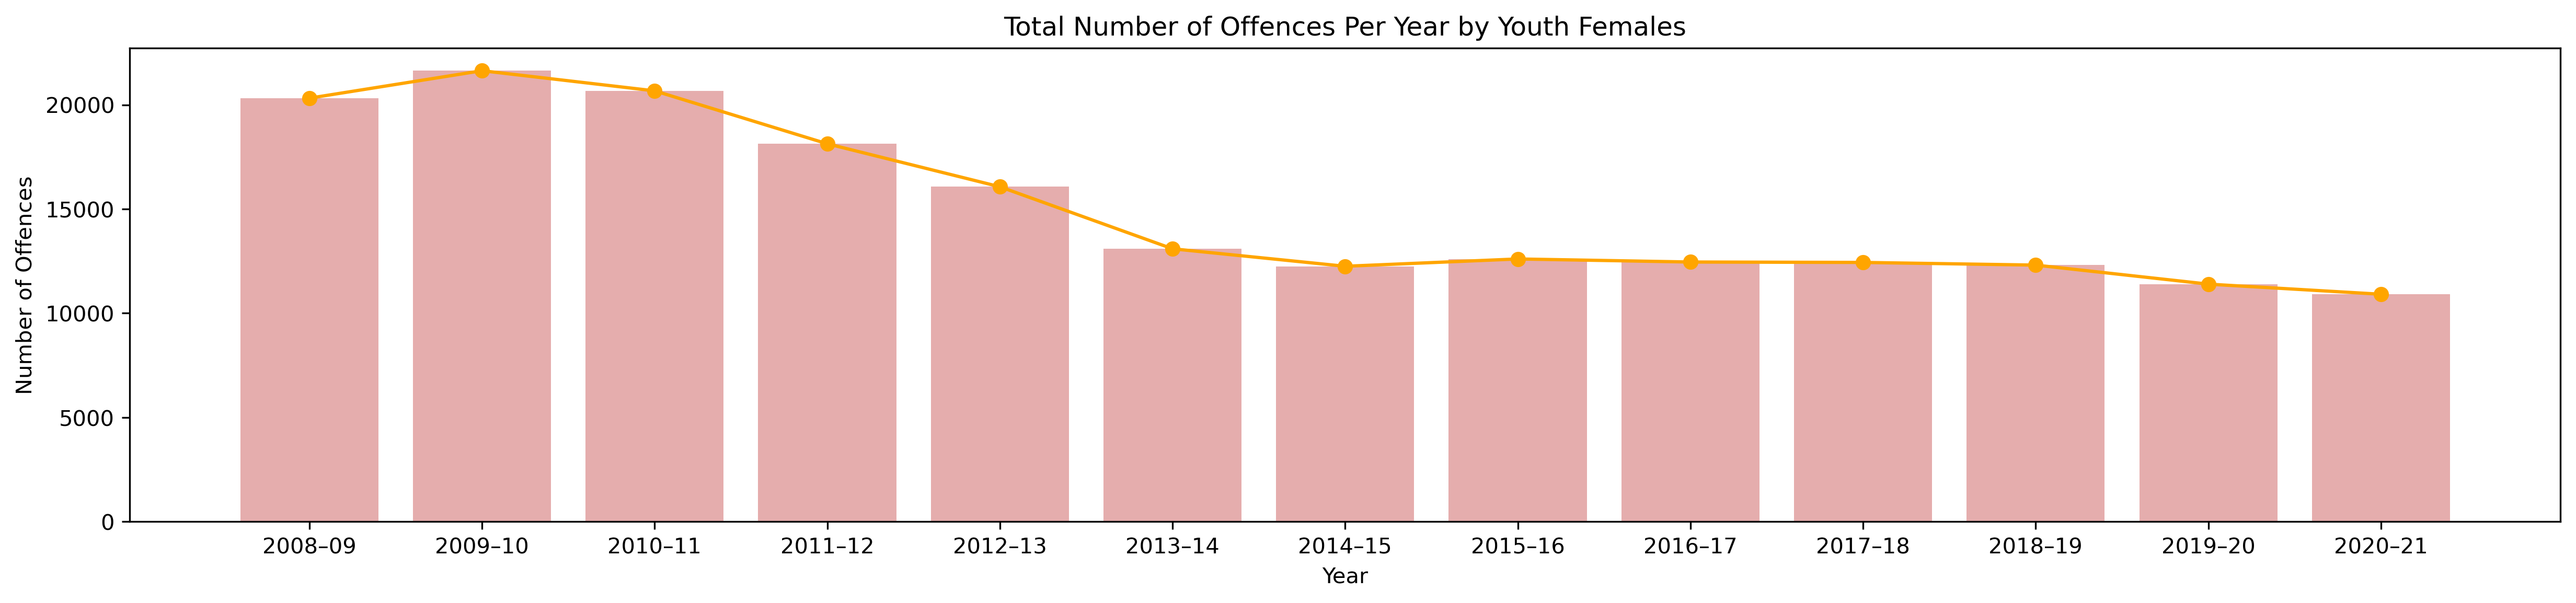 Total Number of Offences Per Year by Youth Females
Number of Offences
20000
15000
10000
5000
0
2008–09 2009–10 2010–11 2011–12 2012–13 2013–14 2014–15 2015–16 2016–17 2017–18 2018–19 2019–20 2020–21
Year